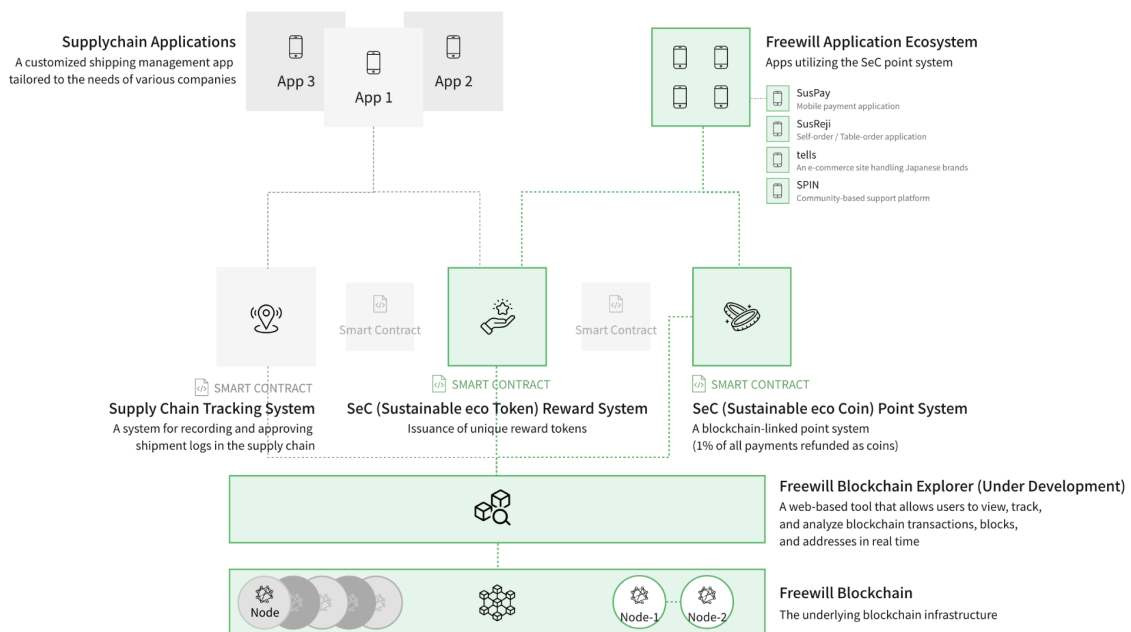 Supplychain Applications
A customized shipping management app
tailored to the needs of various companies
App 3
App 1
App 2
Freewill Application Ecosystem
Apps utilizing the SeC point system
SusPay
Mobile payment application
SusReji
Self-order / Table-order application
tells
An e-commerce site handling Japanese brands
SPIN
Community-based support platform
Smart Contract
Smart Contract
SMART CONTRACT
Supply Chain Tracking System
A system for recording and approving
shipment logs in the supply chain
SMART CONTRACT
SeC (Sustainable eco Token) Reward System
Issuance of unique reward tokens
SMART CONTRACT
SeC (Sustainable eco Coin) Point System
A blockchain-linked point system
(1% of all payments refunded as coins)
Freewill Blockchain Explorer (Under Development)
A web-based tool that allows users to view, track,
and analyze blockchain transactions, blocks,
and addresses in real time
Node
Node-1
Node-2
Freewill Blockchain
The underlying blockchain infrastructure